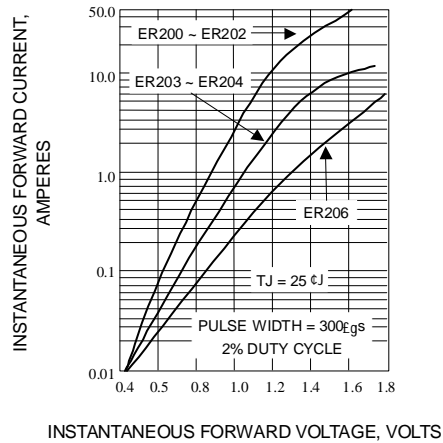 INSTANTANEOUS FORWARD CURRENT,
AMPERES
50.0
10.0
1.0
0.1
0.01
ER200 ~ ER202
ER203 ~ ER204
ER206
TJ = 25 ¢J
PULSE WIDTH = 300£gs
2% DUTY CYCLE
0.4 0.6 0.8 1.0 1.2 1.4 1.6 1.8
INSTANTANEOUS FORWARD VOLTAGE, VOLTS